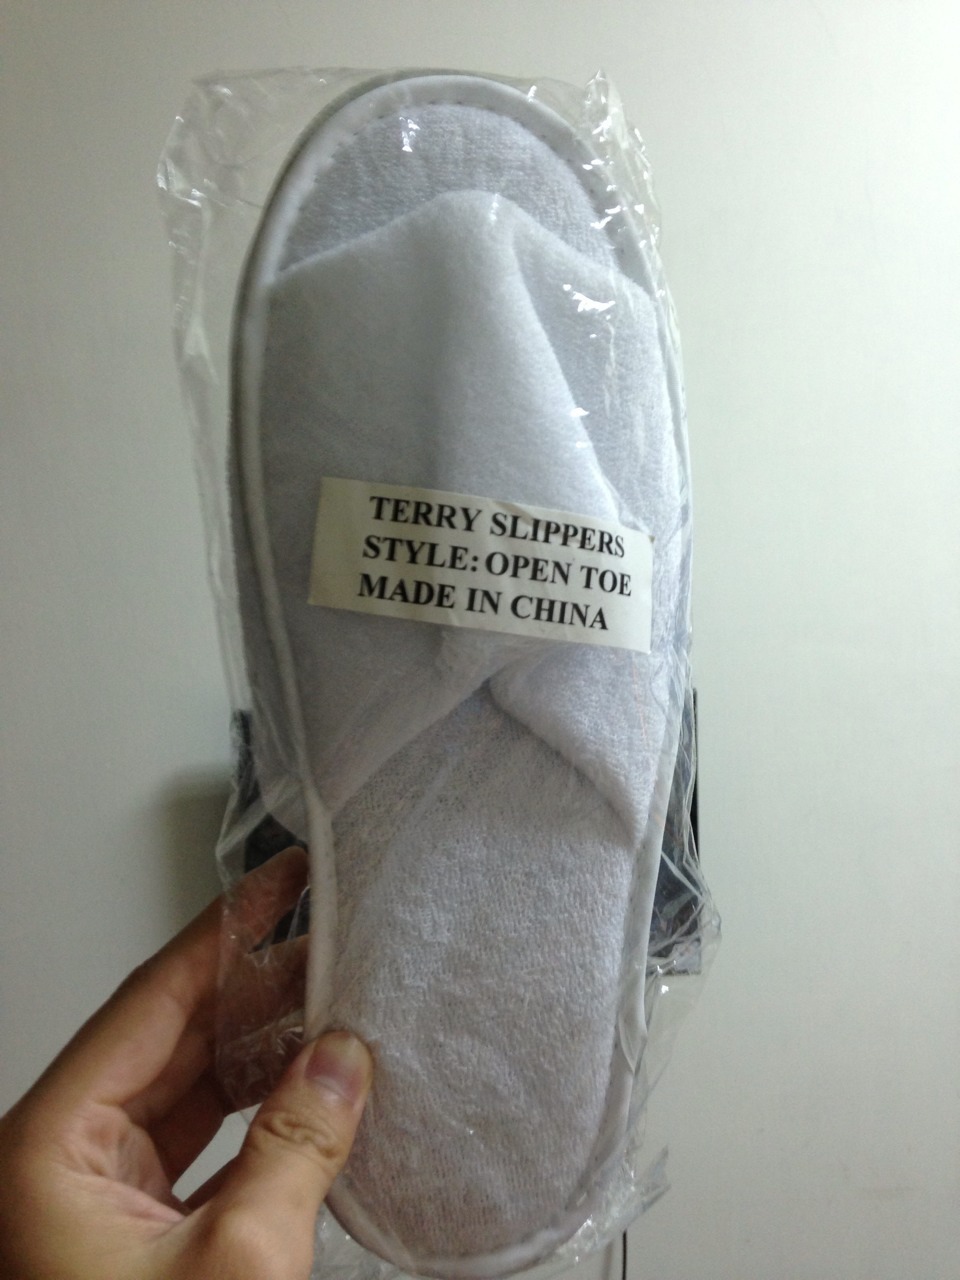 TERRY SLIPPERS
STYLE: OPEN TOE
MADE IN CHINA